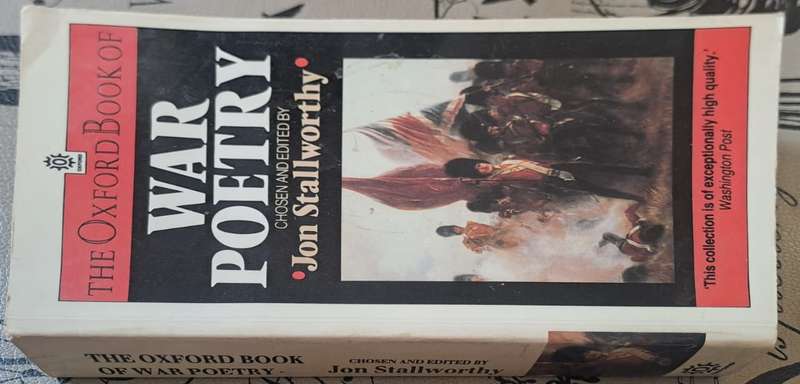 THE OXFORD BOOK OF
OXFORD
WAR
POETRY
CHOSEN AND EDITED BY
•Jon Stallworthy•
'This collection is of exceptionally high quality.'
Washington Post
THE OXFORD BOOK
OF WAR POETRY
CHOSEN AND EDITED BY
Jon Stallworthy